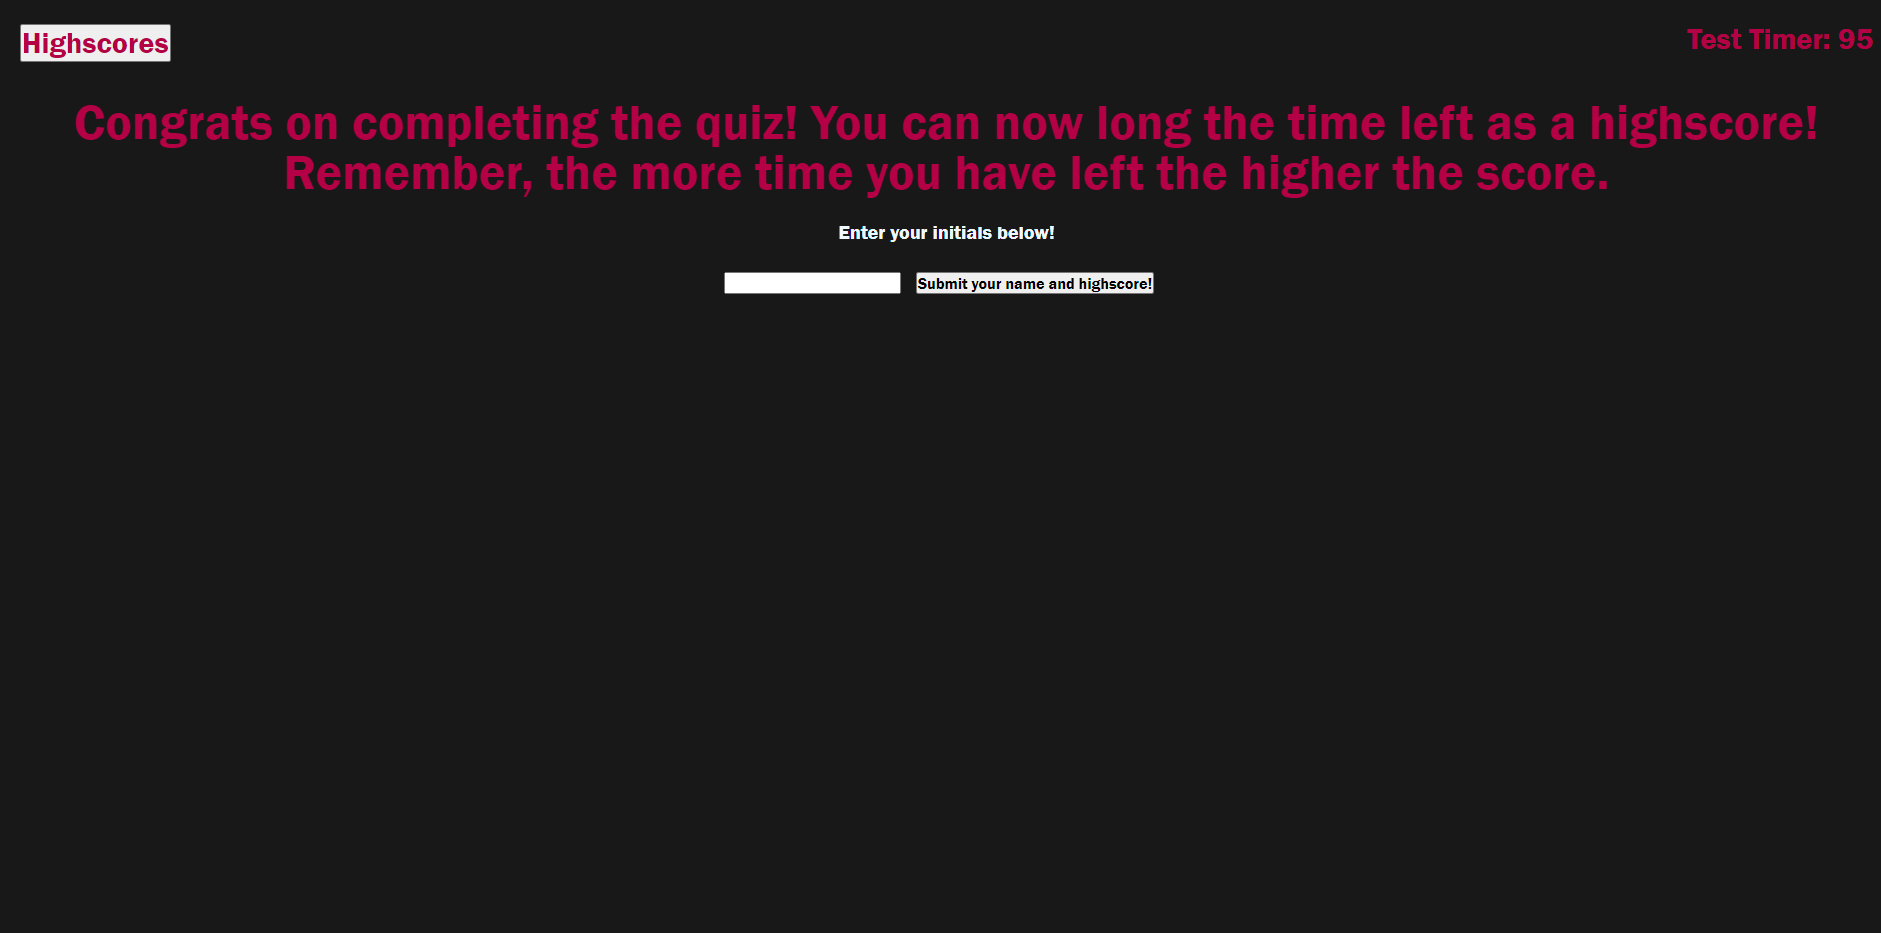 Highscores
Test Timer: 95
Congrats on completing the quiz! You can now long the time left as a highscore!
Remember, the more time you have left the higher the score.
Enter your initials below!
Submit your name and highscore!